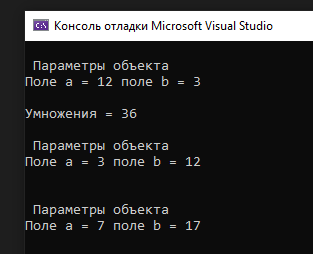 Консоль отладки Microsoft Visual Studio
Параметры объекта
Поле a = 12 поле b = 3
Умножения = 36
Параметры объекта
Поле a = 3 поле b = 12
Параметры объекта
Поле a = 7 поле b = 17